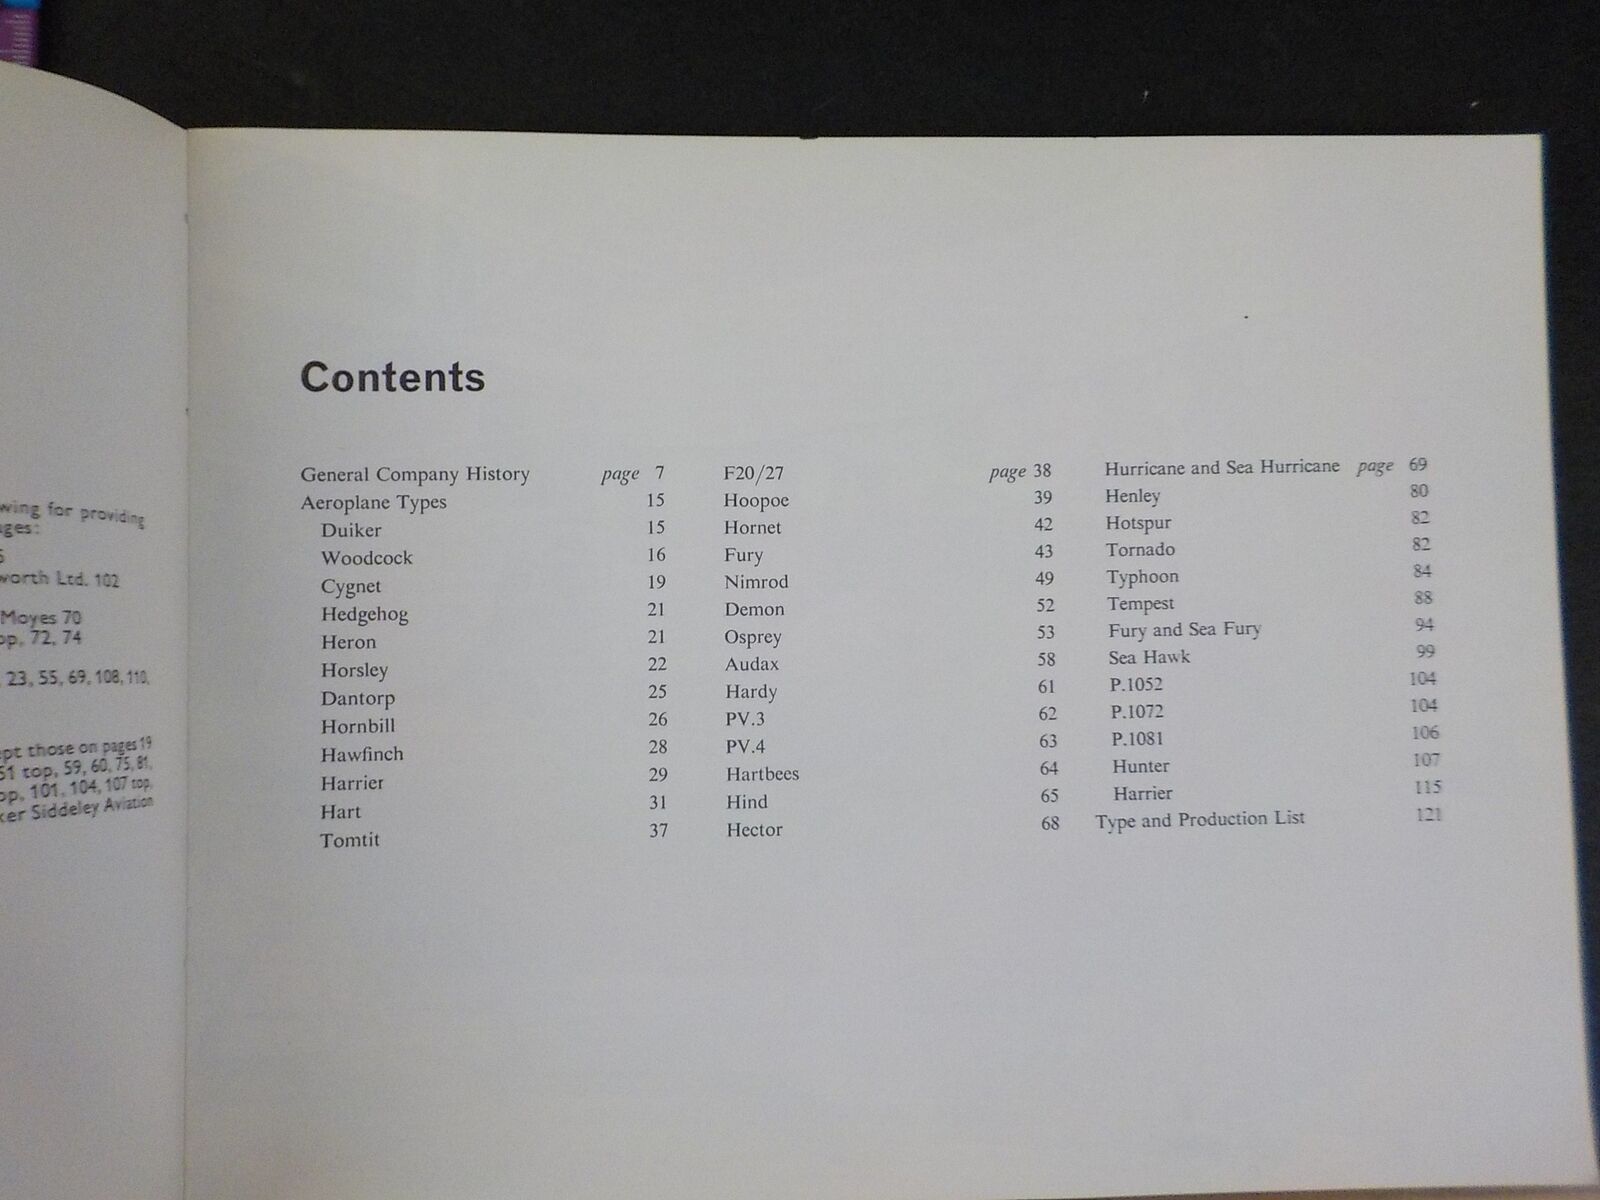 wing for providing
ges:
worth Ltd. 102
Moyes 70
op, 72, 74
, 23, 55, 69, 108, 110,
ept those on pages 19
51 top, 59, 60, 75, 81,
op, 101, 104, 107 top,
ker Siddeley Aviation
Contents
General Company History page 7
Aeroplane Types 15
Duiker 15
Woodcock 16
Cygnet 19
Hedgehog 21
Heron 21
Horsley 22
Dantorp 25
Hornbill 26
Hawfinch 28
Harrier 29
Hart 31
Tomtit 37
F20/27 page 38
Hoopoe 39
Hornet 42
Fury 43
Nimrod 49
Demon 52
Osprey 53
Audax 58
Hardy 61
PV.3 62
PV.4 63
Hartbees 64
Hind 65
Hector 68
Hurricane and Sea Hurricane page 69
Henley 80
Hotspur 82
Tornado 82
Typhoon 84
Tempest 88
Fury and Sea Fury 94
Sea Hawk 99
P.1052 104
P.1072 104
P.1081 106
Hunter 107
Harrier 115
Type and Production List 121